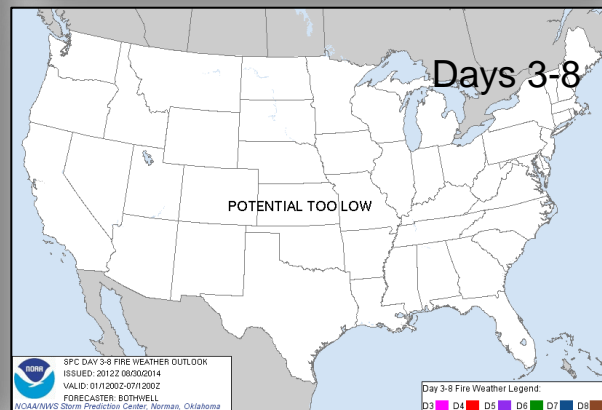 Days 3-8
POTENTIAL TOO LOW
NOAA
SPC DAY 3-8 FIRE WEATHER OUTLOOK
ISSUED: 2012Z 08/30/2014
VALID: 01/1200Z-07/1200Z
FORECASTER: BOTHWELL
NOAA/NWS Storm Prediction Center, Norman, Oklahoma
Day 3-8 Fire Weather Legend:
D3 D4 D5 D6 D7 D8